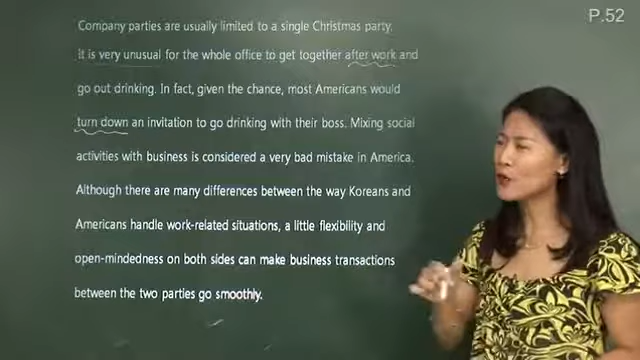 P.52
Company parties are usually limited to a single Christmas party.
It is very unusual for the whole office to get together after work and
go out drinking. In fact, given the chance, most Americans would
turn down an invitation to go drinking with their boss. Mixing social
activities with business is considered a very bad mistake in America.
Although there are many differences between the way Koreans and
Americans handle work-related situations, a little flexibility and
open-mindedness on both sides can make business transactions
between the two parties go smoothly.